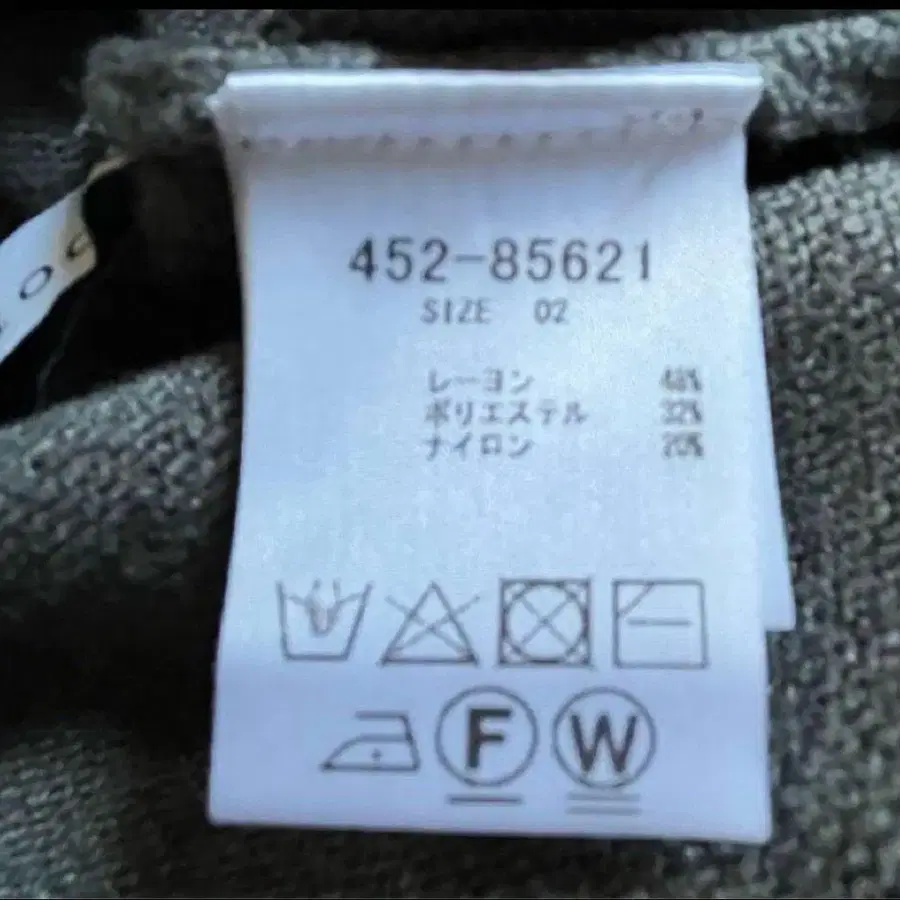 452-85621
SIZE 02
レーヨン 48%
ポリエステル 32%
ナイロン 20%
F
W